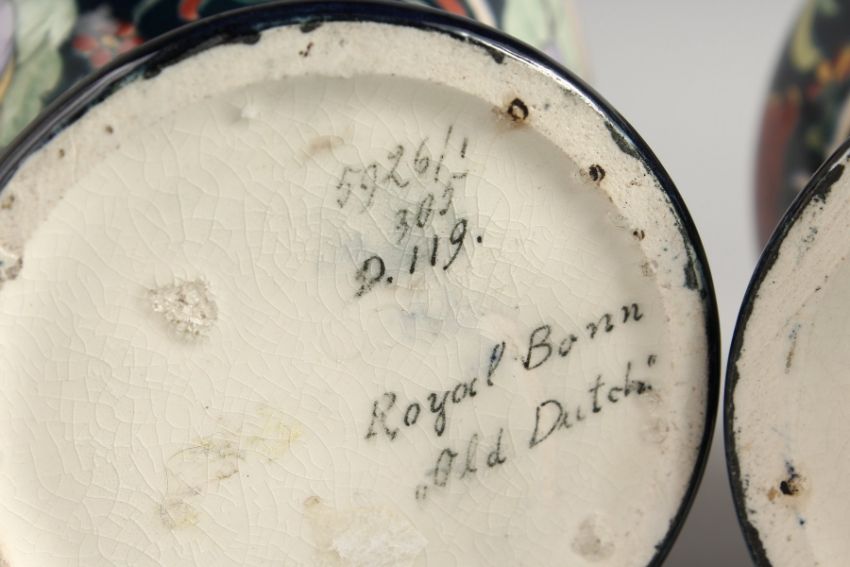 5926/1
305
D.119.
Royal Bonn
„Old Dutch"